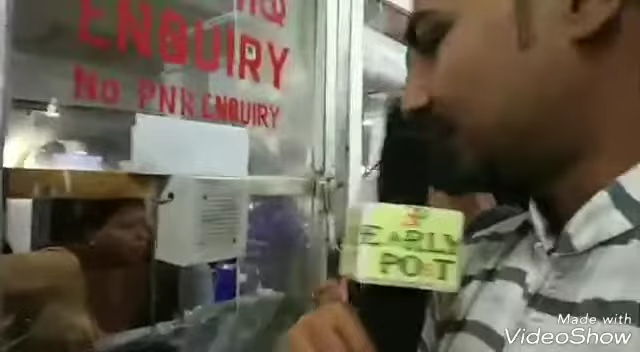 ENQUIRY
No PNR ENQUIRY
EARLY
POST
Made with
VideoShow